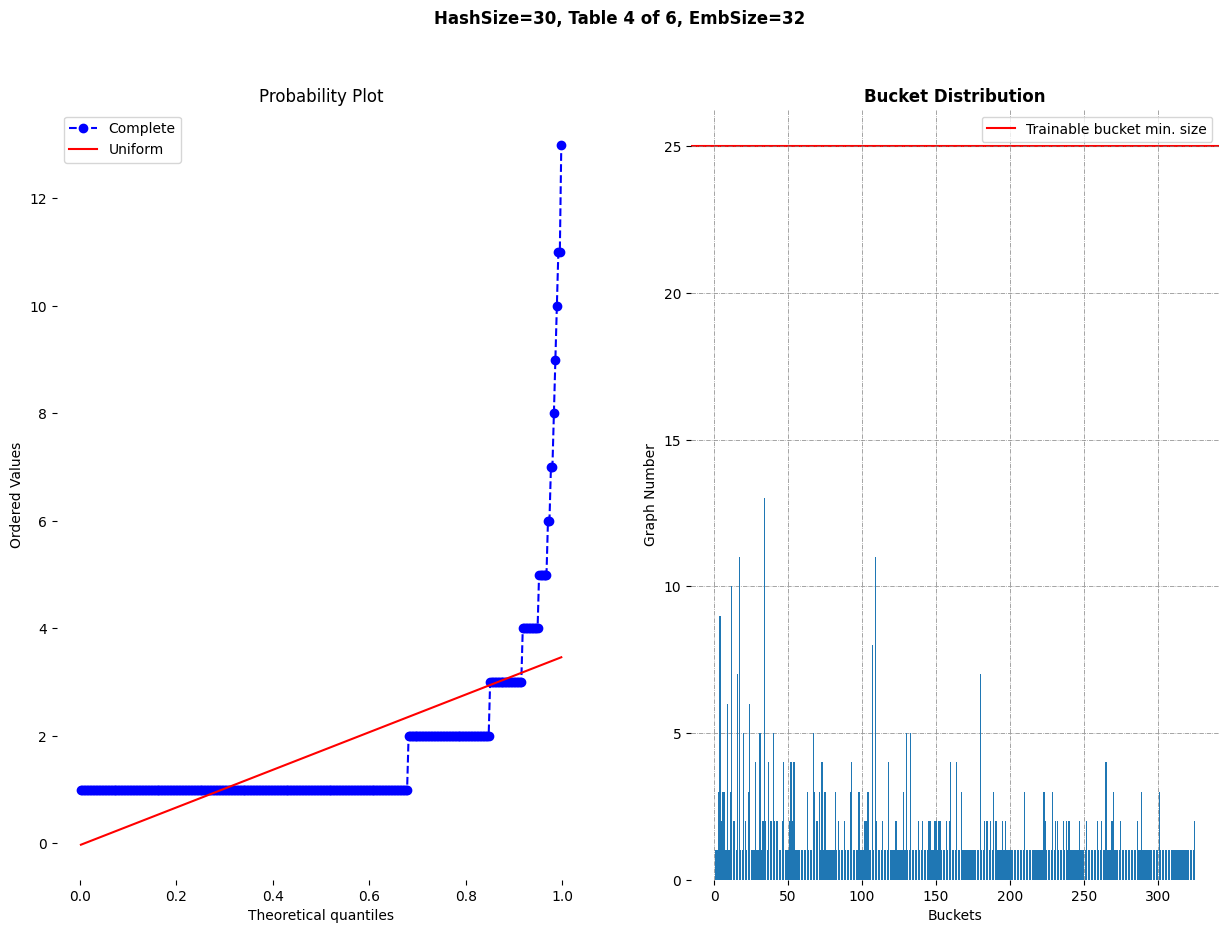 HashSize=30, Table 4 of 6, EmbSize=32
Probability Plot
Complete
Uniform
12
10
8
6
4
2
0
Ordered Values
0.0 0.2 0.4 0.6 0.8 1.0
Theoretical quantiles
Bucket Distribution
Trainable bucket min. size
25
20
15
10
5
0
Graph Number
0 50 100 150 200 250 300
Buckets